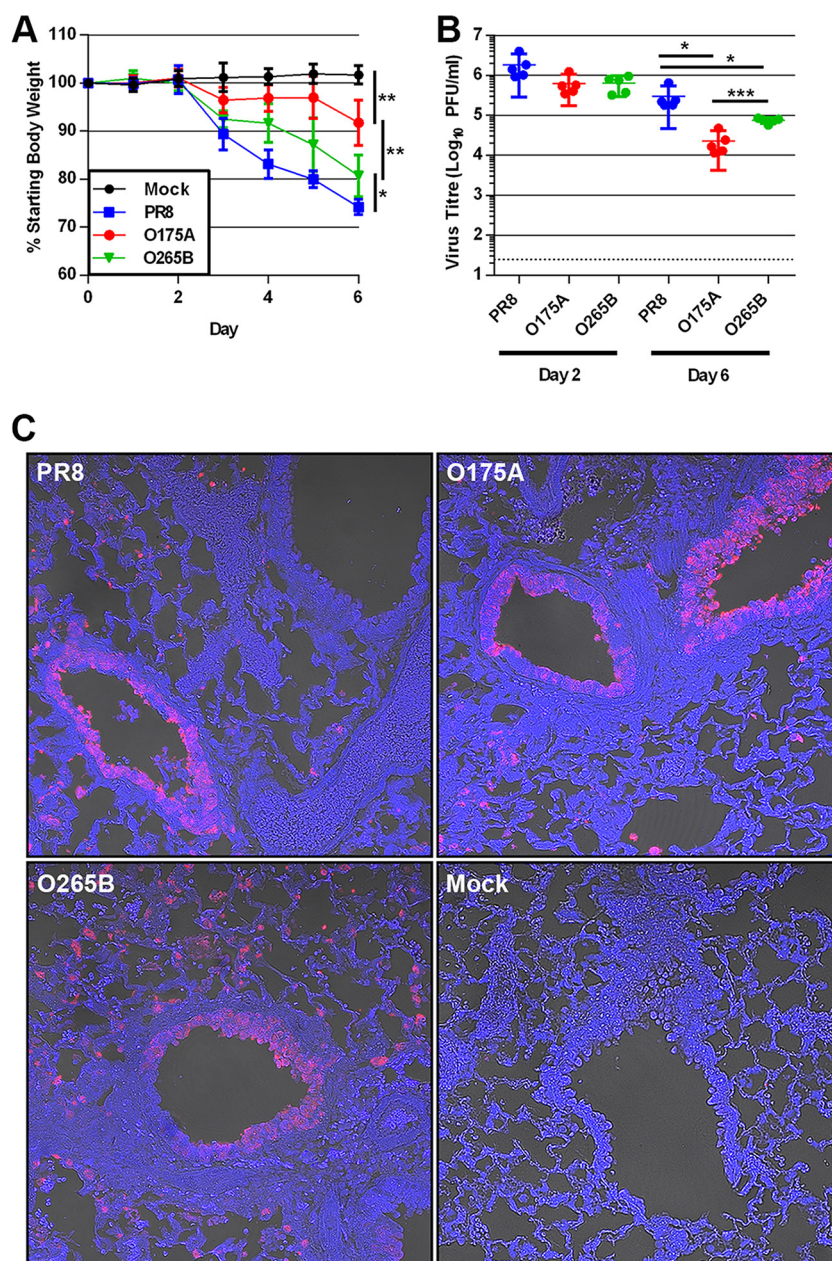 A
110
100
90
80
70
60
% Starting Body Weight
Mock
PR8
O175A
O265B
**
**
*
0
2
4
6
Day
B
7
6
5
4
3
2
1
Virus Titre (Log10 PFU/ml)
*
*
***
PR8
O175A
O265B
PR8
O175A
O265B
Day 2
Day 6
C
PR8
O175A
O265B
Mock